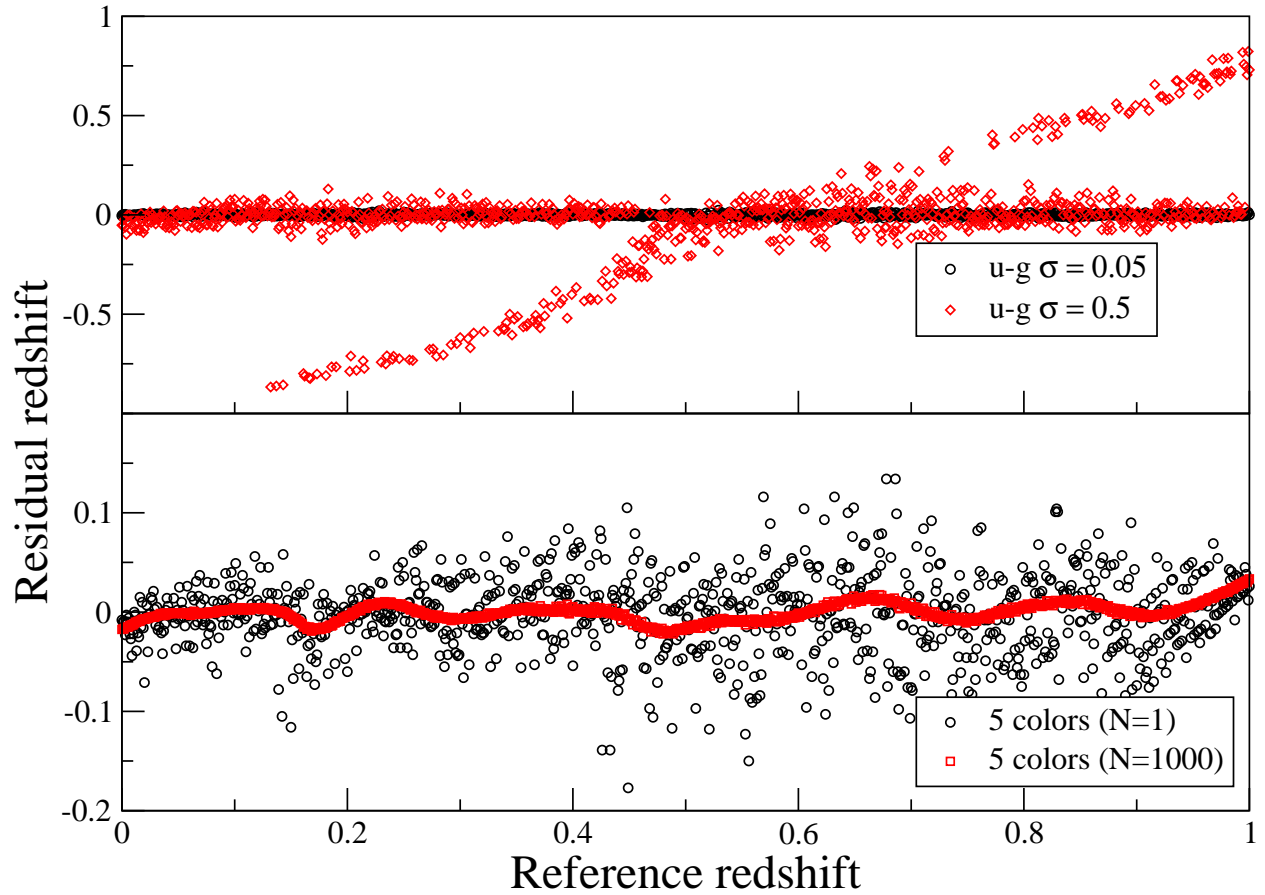 1
0.5
0
-0.5
u-g σ = 0.05
u-g σ = 0.5
Residual redshift
0.1
0
-0.1
-0.2
5 colors (N=1)
5 colors (N=1000)
0
0.2
0.4
0.6
0.8
1
Reference redshift